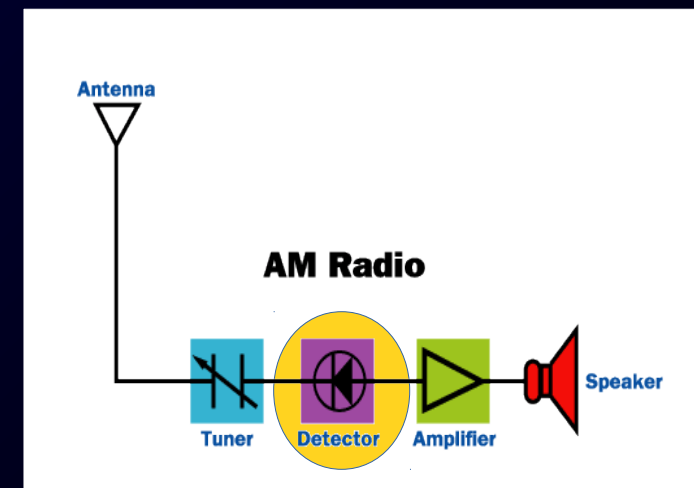 Antenna
AM Radio
Speaker
Tuner
Detector
Amplifier